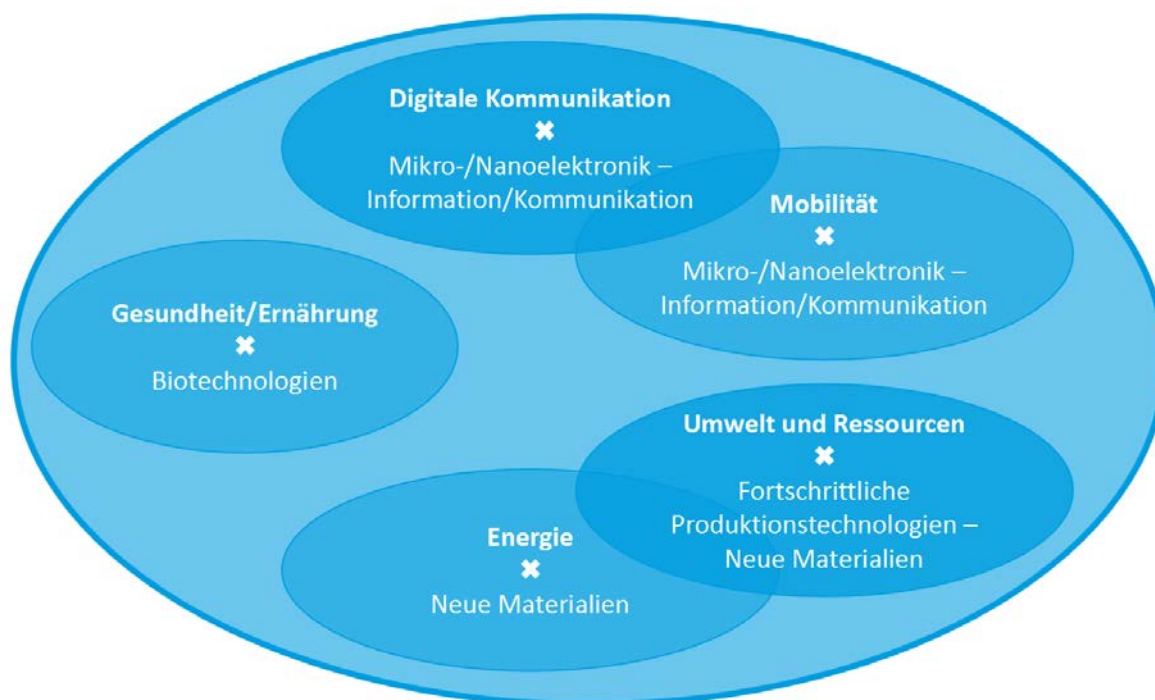 Digitale Kommunikation
✖
Mikro-/Nanoelektronik –
Information/Kommunikation
Mobilität
✖
Mikro-/Nanoelektronik –
Information/Kommunikation
Gesundheit/Ernährung
✖
Biotechnologien
Umwelt und Ressourcen
✖
Fortschrittliche
Produktionstechnologien –
Neue Materialien
Energie
✖
Neue Materialien